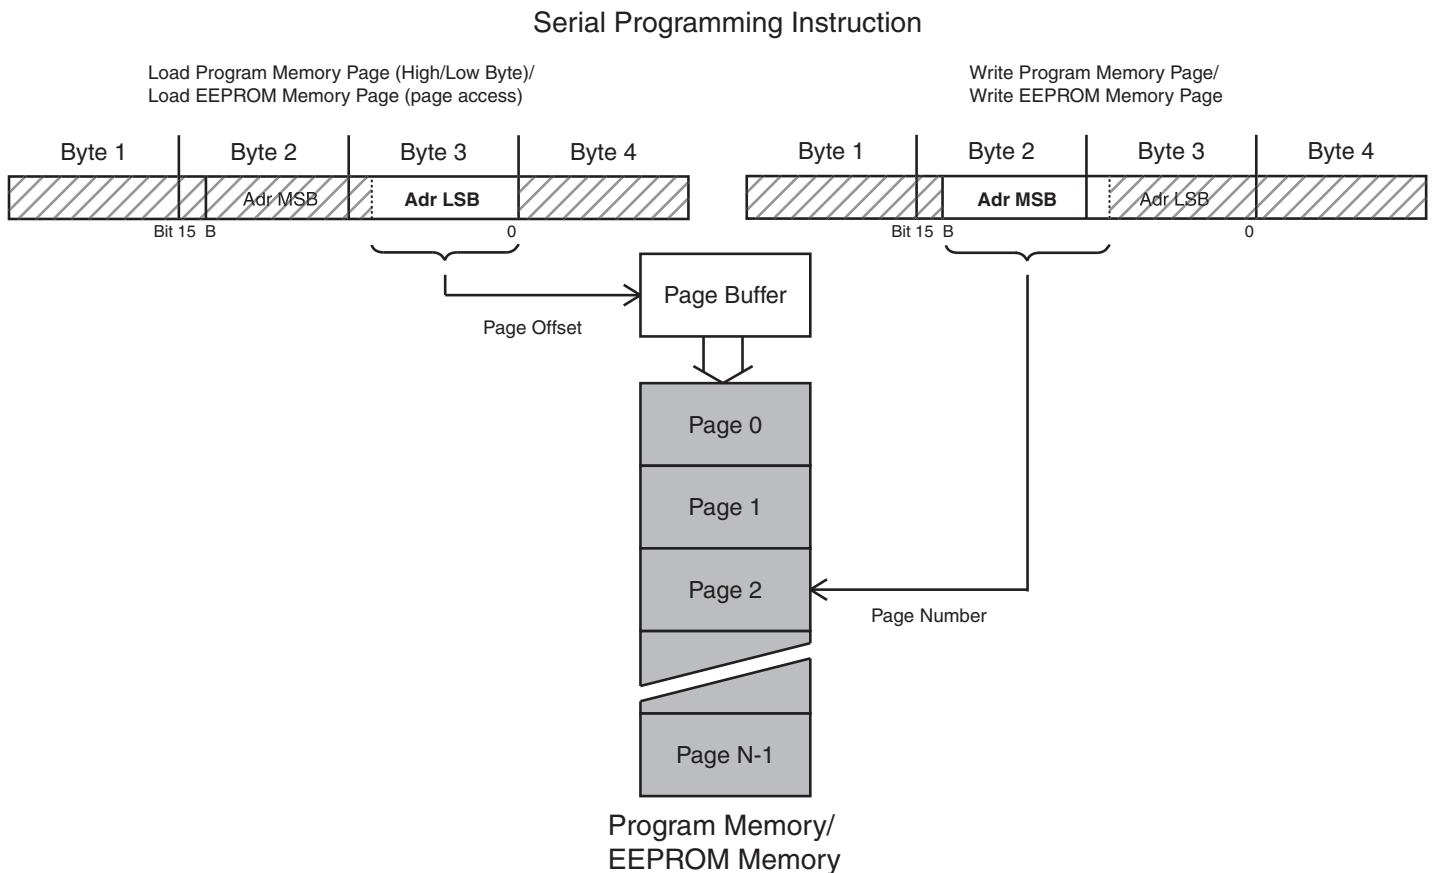 Serial Programming Instruction
Load Program Memory Page (High/Low Byte)/
Load EEPROM Memory Page (page access)
Write Program Memory Page/
Write EEPROM Memory Page
Byte 1 Byte 2 Byte 3 Byte 4
Adr MSB Adr LSB
Bit 15 B 0
Byte 1 Byte 2 Byte 3 Byte 4
Adr MSB Adr LSB
Bit 15 B 0
Page Buffer
Page Offset
Page 0
Page 1
Page 2
Page Number
Page N-1
Program Memory/
EEPROM Memory